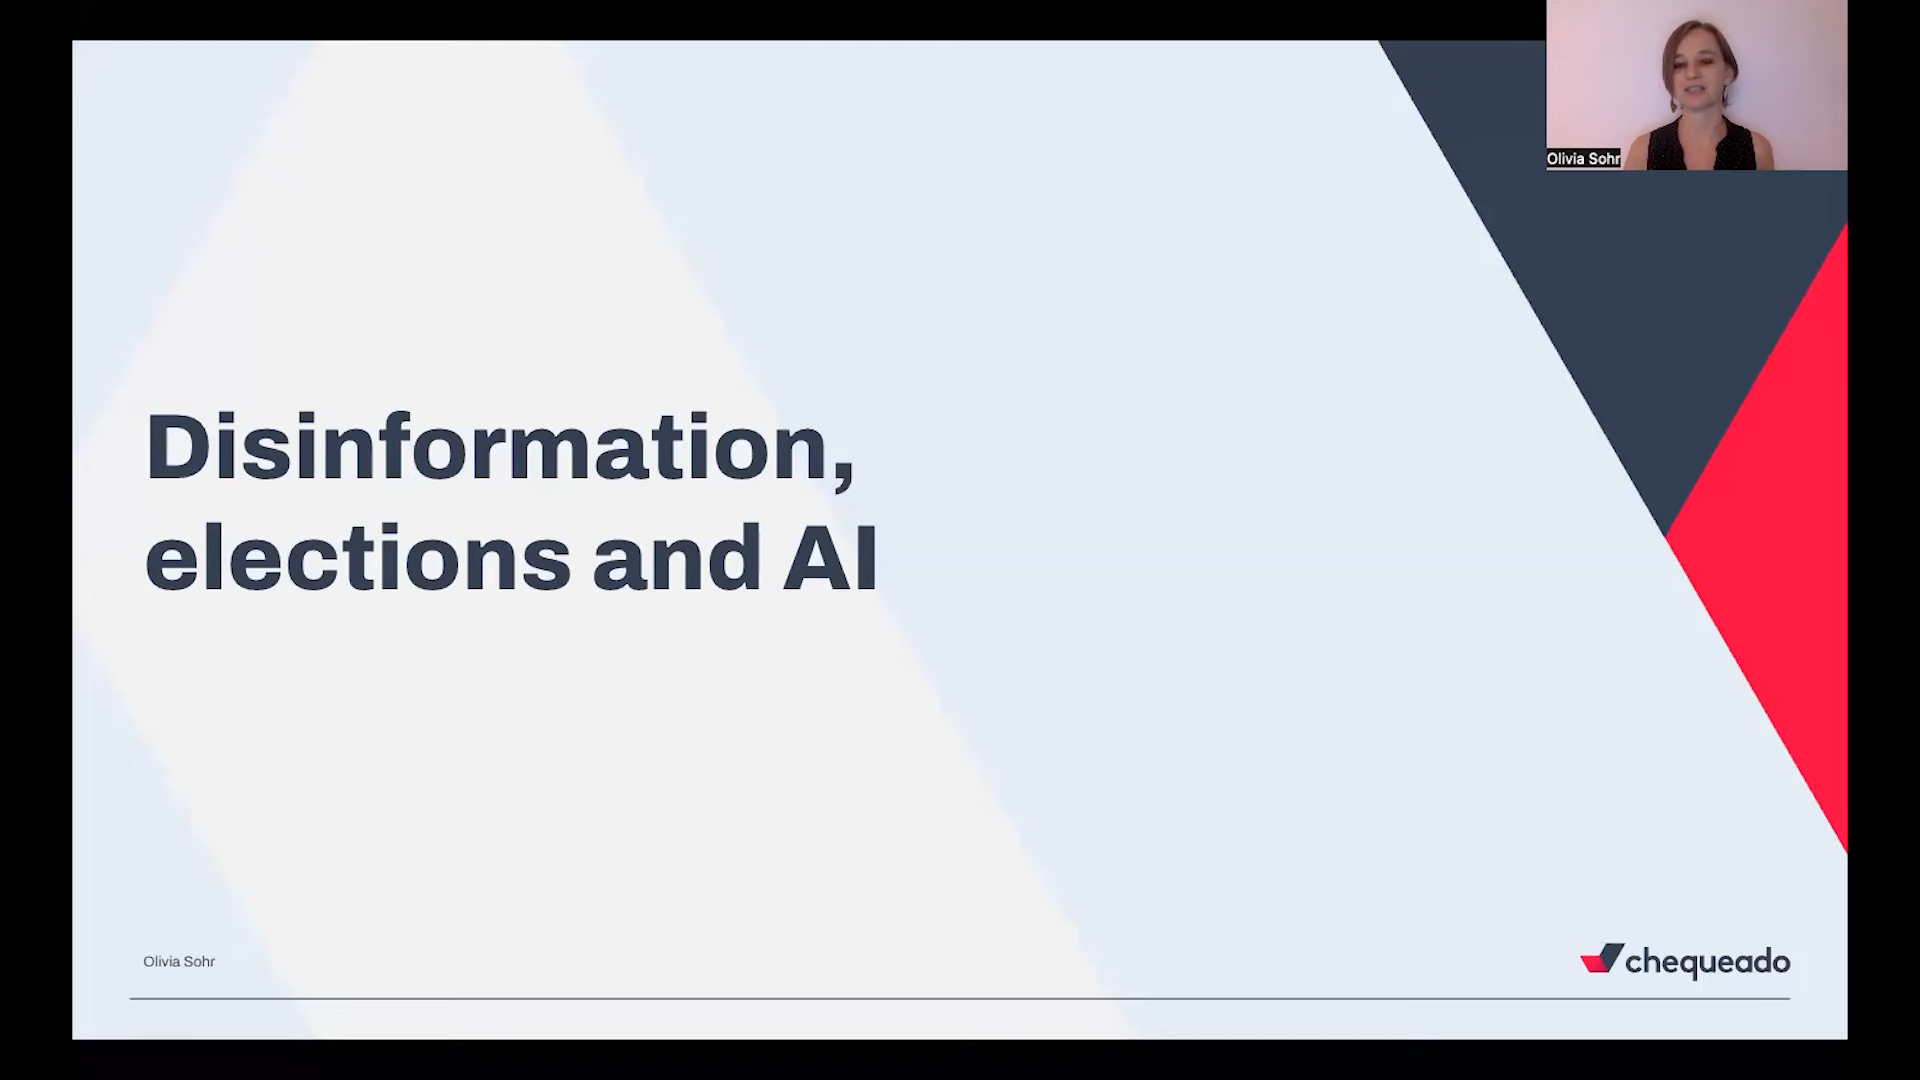 Olivia Sohr
Disinformation,
elections and AI
Olivia Sohr
chequeado